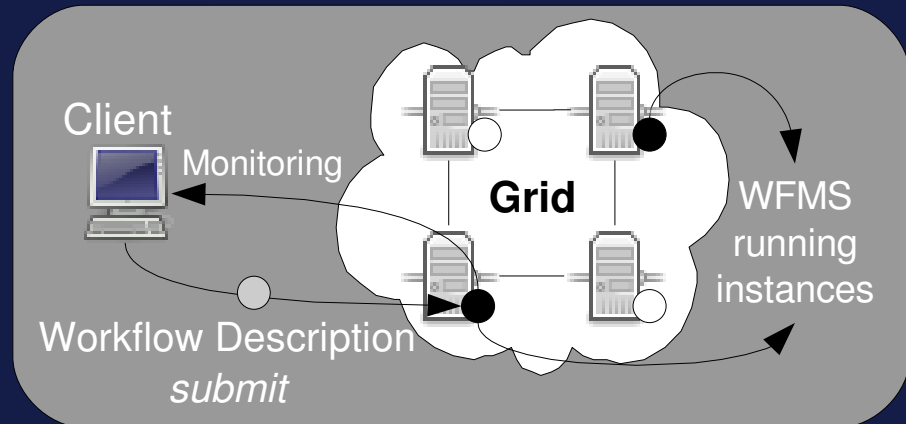 Client
Monitoring
Grid
WFMS
running
instances
Workflow Description
submit